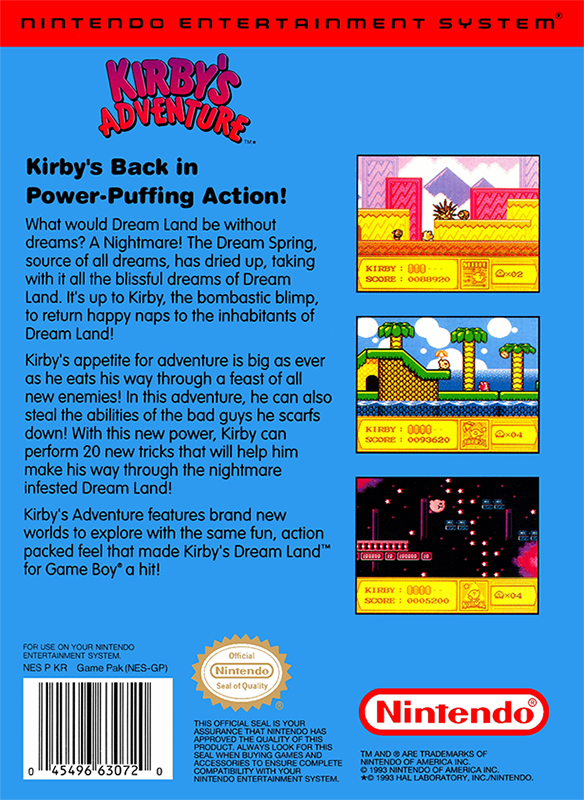 NINTENDO ENTERTAINMENT SYSTEM®
KIRBY'S
ADVENTURE™
Kirby's Back in
Power-Puffing Action!
What would Dream Land be without
dreams? A Nightmare! The Dream Spring,
source of all dreams, has dried up, taking
with it all the blissful dreams of Dream
Land. It's up to Kirby, the bombastic blimp,
to return happy naps to the inhabitants of
Dream Land!
Kirby's appetite for adventure is big as ever
as he eats his way through a feast of all
new enemies! In this adventure, he can also
steal the abilities of the bad guys he scarfs
down! With this new power, Kirby can
perform 20 new tricks that will help him
make his way through the nightmare
infested Dream Land!
Kirby's Adventure features brand new
worlds to explore with the same fun, action
packed feel that made Kirby's Dream Land™
for Game Boy® a hit!
KIRBY :
SCORE : 0088920
×02
KIRBY :
SCORE : 0093620
×04
KIRBY :
SCORE : 0005200
×04
FOR USE ON YOUR NINTENDO
ENTERTAINMENT SYSTEM.
NES P KR Game Pak (NES-GP)
0 45496 63072 0
Official
Nintendo
Seal of Quality
®
THIS OFFICIAL SEAL IS YOUR
ASSURANCE THAT NINTENDO HAS
APPROVED THE QUALITY OF THIS
PRODUCT. ALWAYS LOOK FOR THIS
SEAL WHEN BUYING GAMES AND
ACCESSORIES TO ENSURE COMPLETE
COMPATIBILITY WITH YOUR
NINTENDO ENTERTAINMENT SYSTEM.
Nintendo®
TM AND ® ARE TRADEMARKS OF
NINTENDO OF AMERICA INC.
© 1993 NINTENDO OF AMERICA INC.
★© 1993 HAL LABORATORY, INC./NINTENDO.